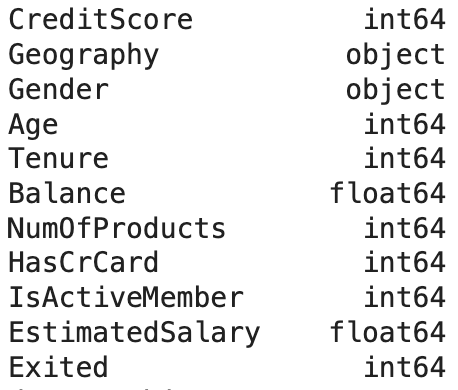 CreditScore int64
Geography object
Gender object
Age int64
Tenure int64
Balance float64
NumOfProducts int64
HasCrCard int64
IsActiveMember int64
EstimatedSalary float64
Exited int64